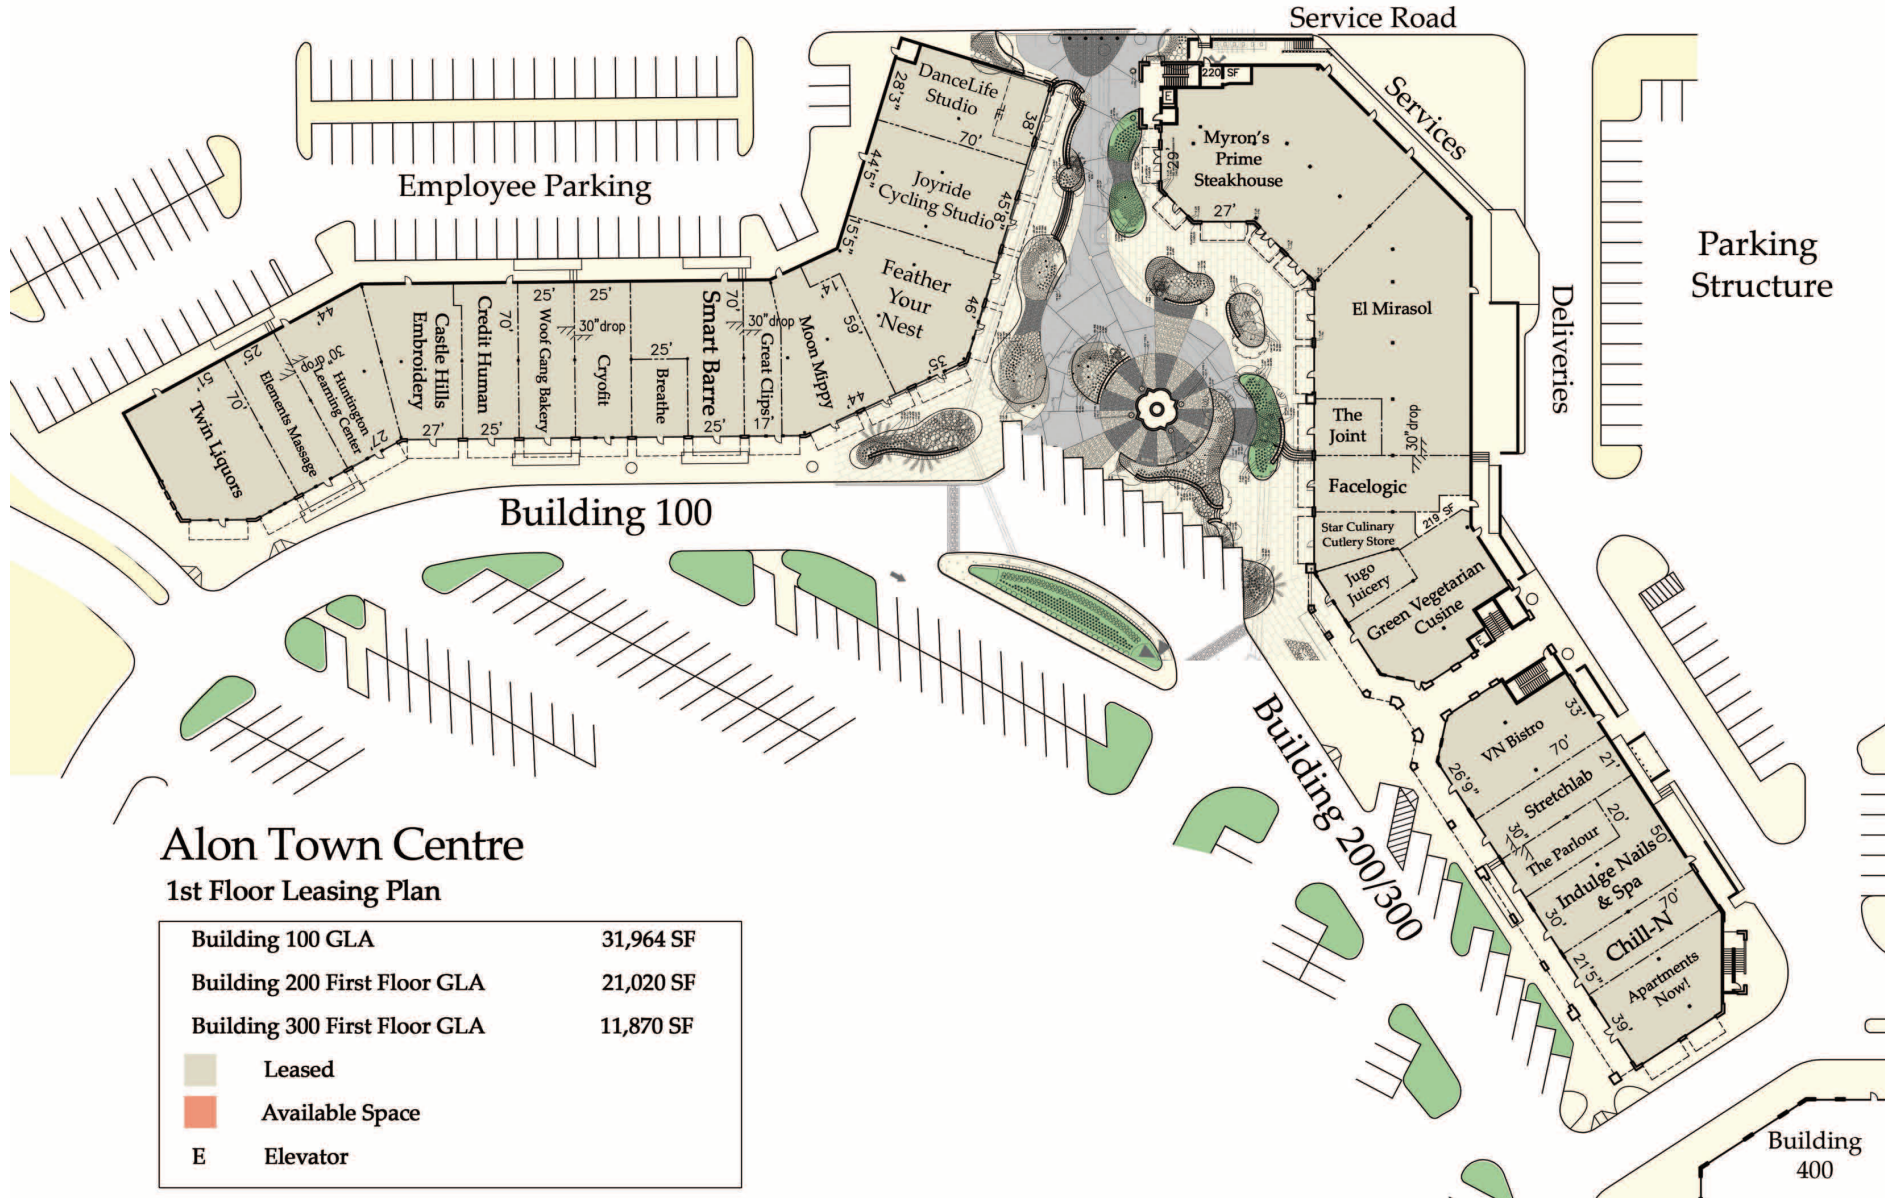 Service Road
Services
220 SF
E
Myron's
Prime
Steakhouse
29'
27'
DanceLife
Studio
28'3"
38'
70'
44'5"
Joyride
Cycling Studio
45'8"
15'5"
Feather
Your
Nest
46'
35'
14'
59'
Moon Mippy
44'
Employee Parking
Parking
Structure
Deliveries
El Mirasol
The
Joint
30"drop
Facelogic
Star Culinary
Cutlery Store
219 SF
Jugo
Juicery
Green Vegetarian
Cusine
E
44'
25'
51'
70'
Twin Liquors
Elements Massage
30"drop
Huntington
Learning Center
27'
Castle Hills
Embroidery
27'
Credit Human
25'
70'
25'
Woof Gang Bakery
25'
30"drop
Cryofit
25'
Breathe
Smart Barre
25'
70'
30"drop
Great Clips
17'
Building 100
Building 200/300
VN Bistro
33'
70'
26'9"
21'
Stretchlab
20'
30"
The Parlour
50'
Indulge Nails
& Spa
30'
70'
Chill-N
21'5"
Apartments
Now!
39'
Alon Town Centre
1st Floor Leasing Plan
Building 100 GLA 31,964 SF
Building 200 First Floor GLA 21,020 SF
Building 300 First Floor GLA 11,870 SF
Leased
Available Space
E Elevator
Building
400